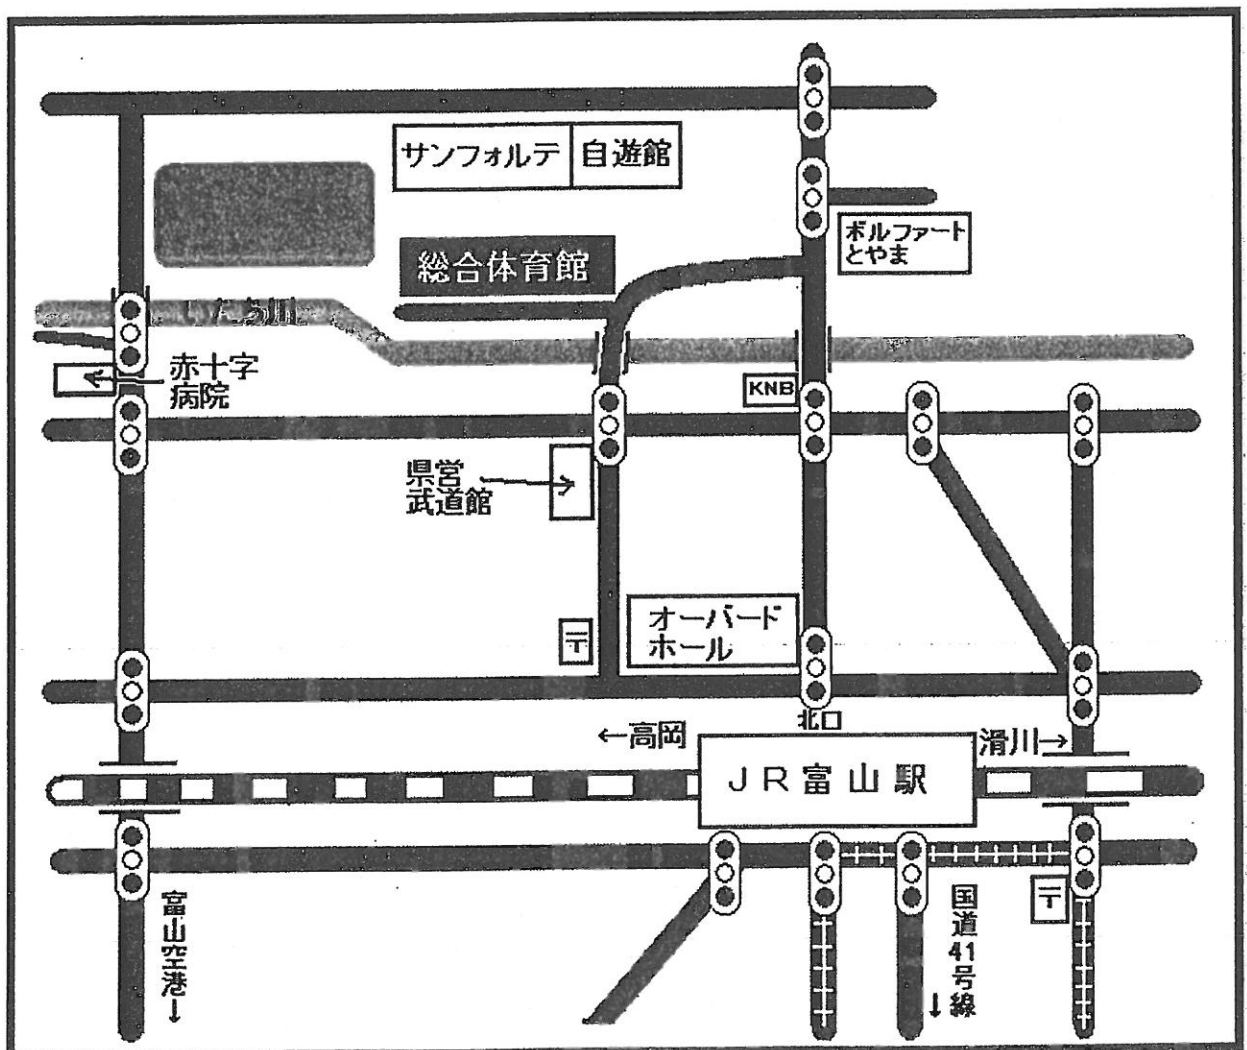 サンフォルテ
自遊館
ボルファート
とやま
総合体育館
いたち川
赤十字
病院
KNB
県営
武道館
オーバード
ホール
〒
北口
←高岡
滑川→
JR富山駅
富山空港↓
国道41号線↓
〒